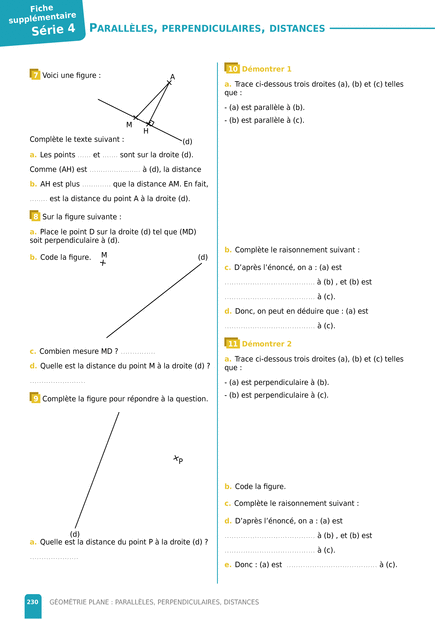 Fiche
supplémentaire
Série 4
PARALLÈLES, PERPENDICULAIRES, DISTANCES
7 Voici une figure :
A
M
H
(d)
Complète le texte suivant :
a. Les points ...... et ....... sont sur la droite (d).
Comme (AH) est ...................... à (d), la distance
b. AH est plus ............ que la distance AM. En fait,
........ est la distance du point A à la droite (d).
8 Sur la figure suivante :
a. Place le point D sur la droite (d) tel que (MD)
soit perpendiculaire à (d).
b. Code la figure.
M
(d)
c. Combien mesure MD ? ..............
d. Quelle est la distance du point M à la droite (d) ?
.......................
9 Complète la figure pour répondre à la question.
P
(d)
a. Quelle est la distance du point P à la droite (d) ?
....................
10 Démontrer 1
a. Trace ci-dessous trois droites (a), (b) et (c) telles
que :
- (a) est parallèle à (b).
- (b) est parallèle à (c).
b. Complète le raisonnement suivant :
c. D'après l'énoncé, on a : (a) est
..................................... à (b) , et (b) est
..................................... à (c).
d. Donc, on peut en déduire que : (a) est
..................................... à (c).
11 Démontrer 2
a. Trace ci-dessous trois droites (a), (b) et (c) telles
que :
- (a) est perpendiculaire à (b).
- (b) est perpendiculaire à (c).
b. Code la figure.
c. Complète le raisonnement suivant :
d. D'après l'énoncé, on a : (a) est
..................................... à (b) , et (b) est
..................................... à (c).
e. Donc : (a) est ..................................... à (c).
230 GÉOMÉTRIE PLANE : PARALLÈLES, PERPENDICULAIRES, DISTANCES